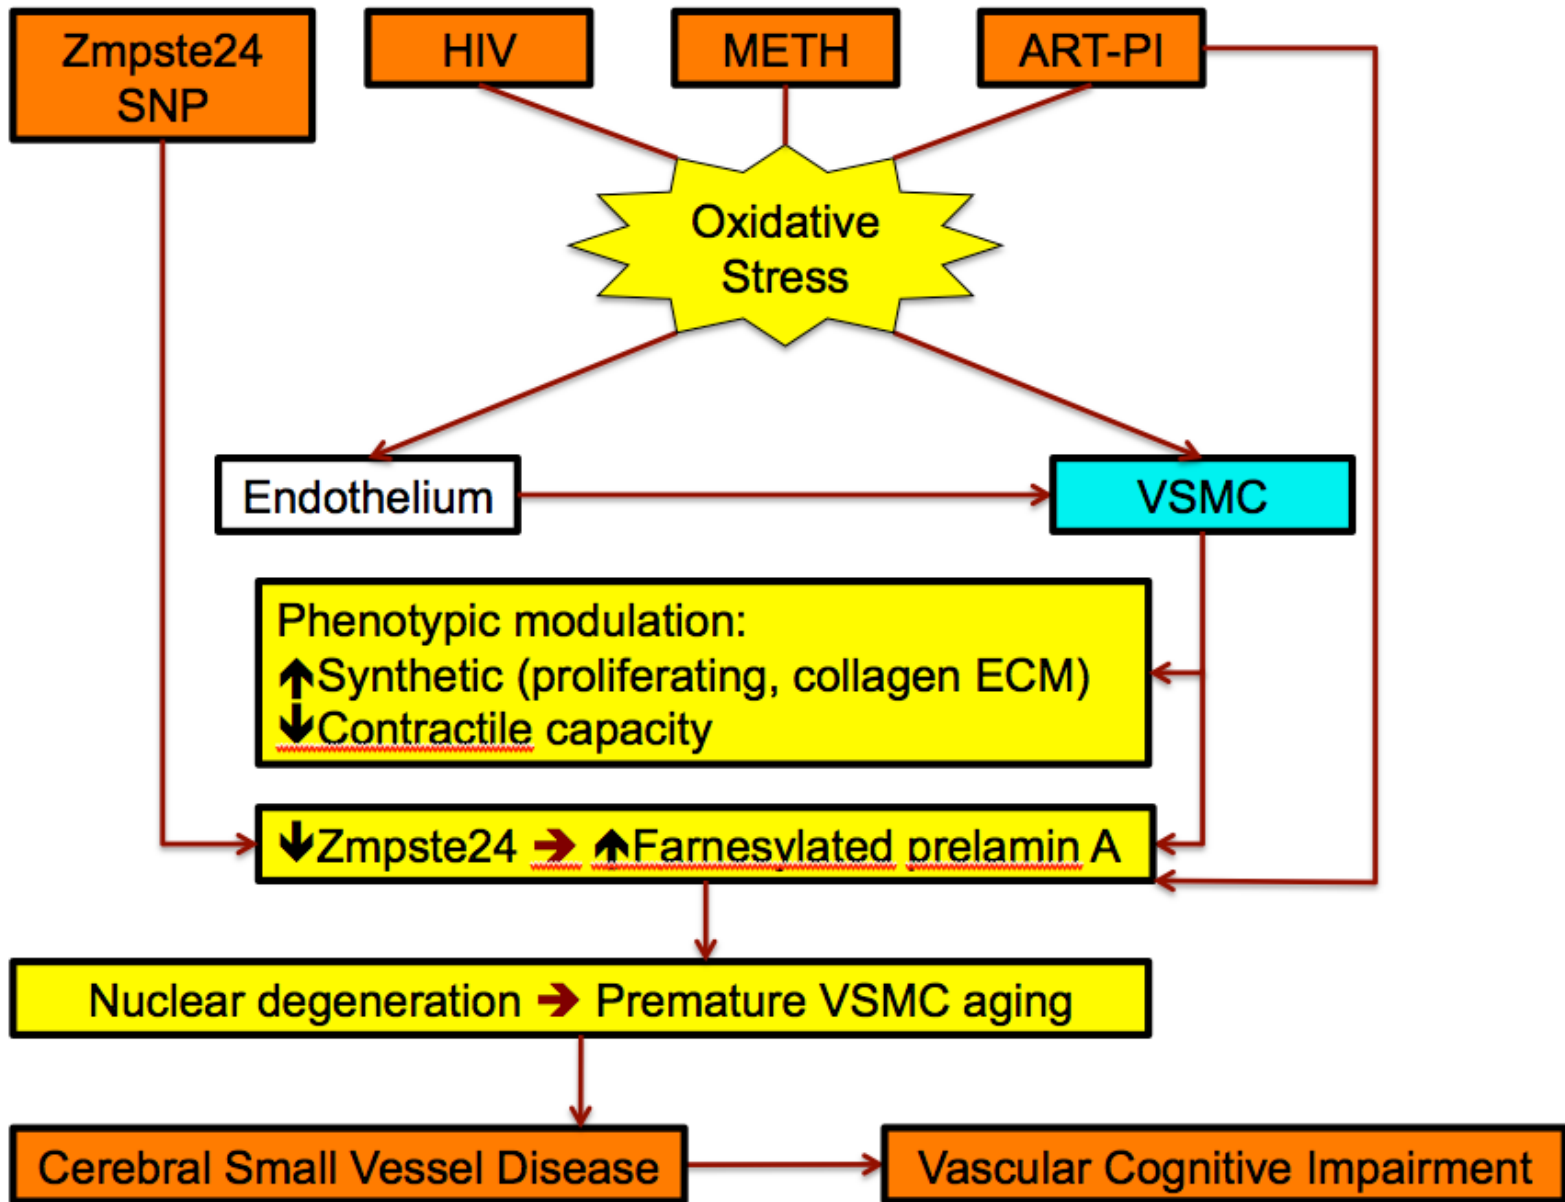 Zmpste24
SNP
HIV
METH
ART-PI
Oxidative
Stress
Endothelium
VSMC
Phenotypic modulation:
🡹Synthetic (proliferating, collagen ECM)
🡻Contractile capacity
🡻Zmpste24 ➔ 🡹Farnesylated prelamin A
Nuclear degeneration ➔ Premature VSMC aging
Cerebral Small Vessel Disease
Vascular Cognitive Impairment